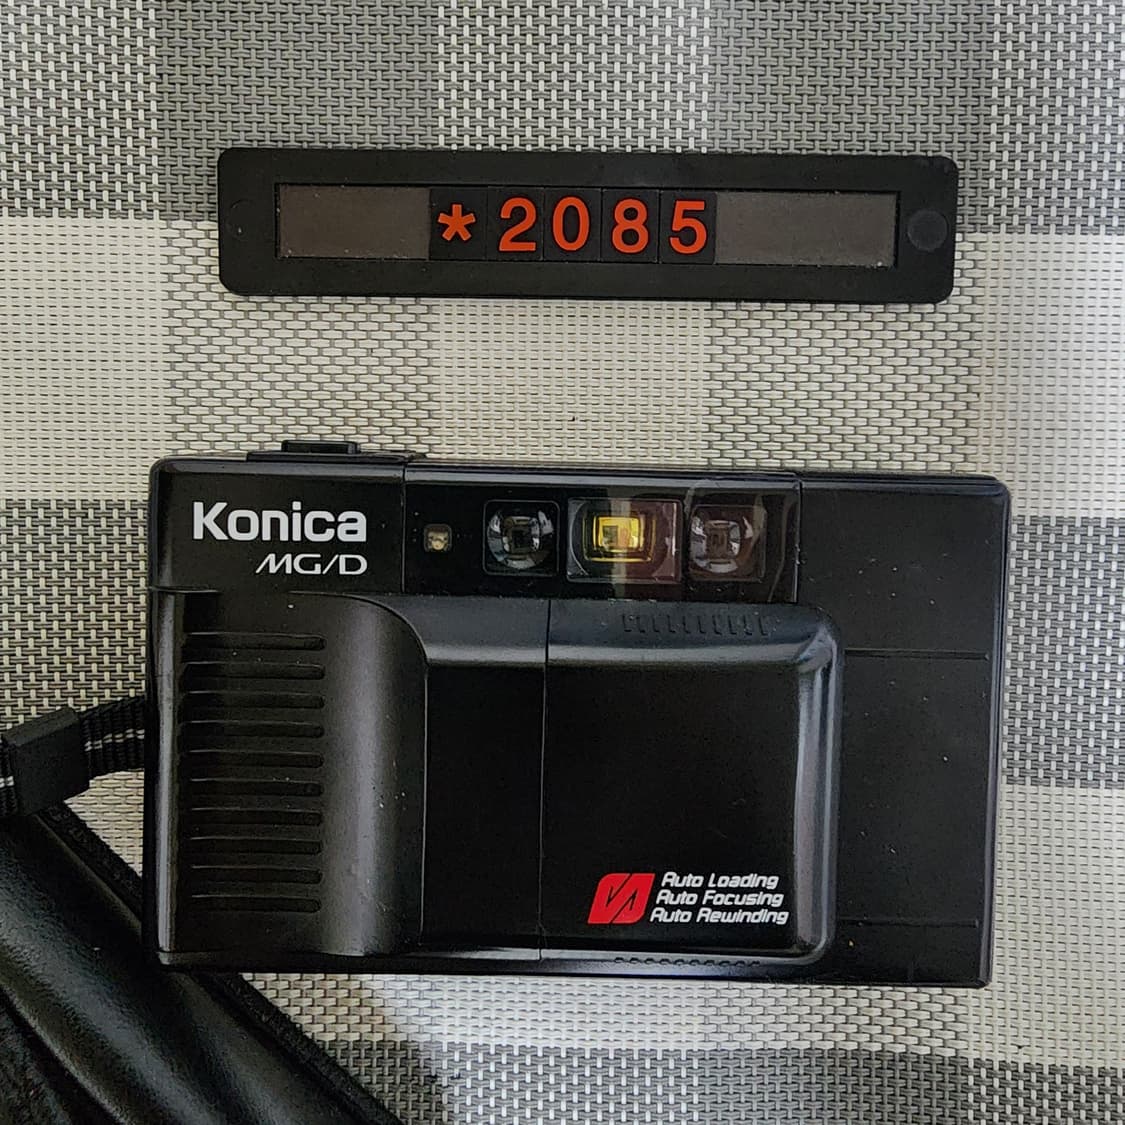 *2085
Konica
MG/D
Auto Loading
Auto Focusing
Auto Rewinding